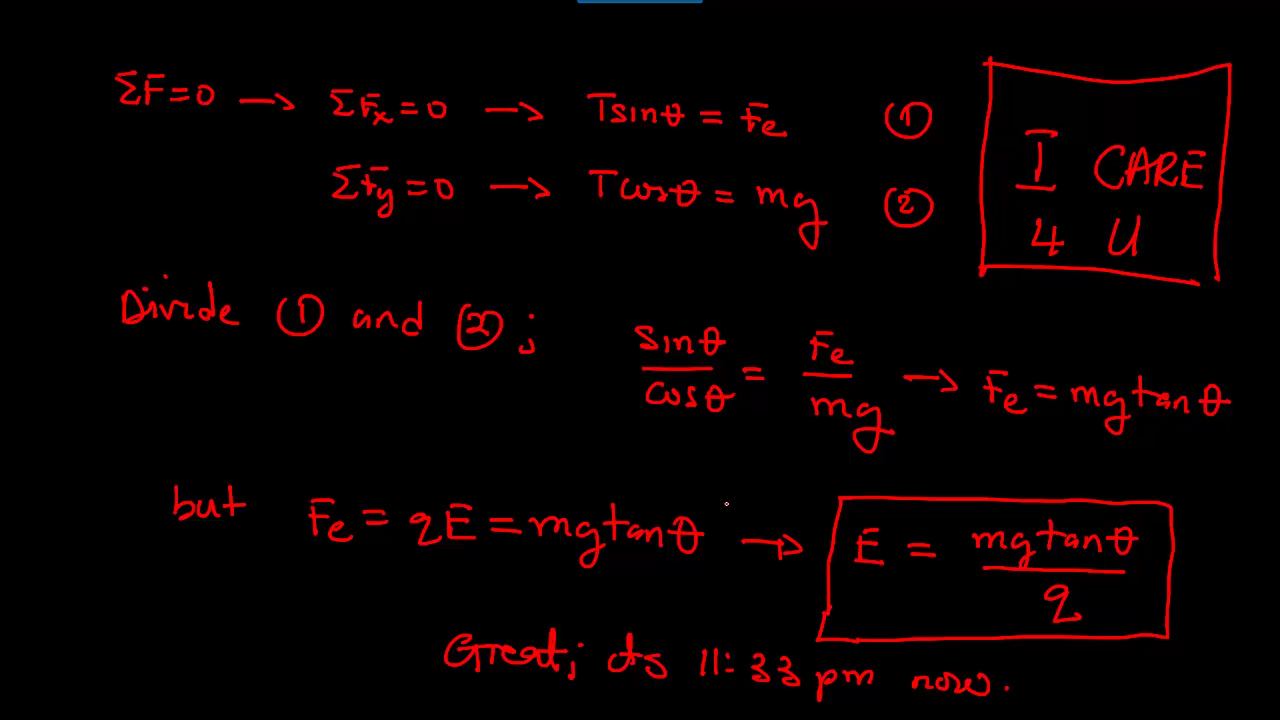 ΣF=0 → ΣFx=0 → Tsinθ = Fe ①
ΣFy=0 → Tcosθ = mg ②
I CARE
4 U
Divide ① and ② ;
sinθ/cosθ = Fe/mg → Fe = mgtanθ
but Fe = qE = mgtanθ → E = mgtanθ/q
Great; its 11:33 pm now.